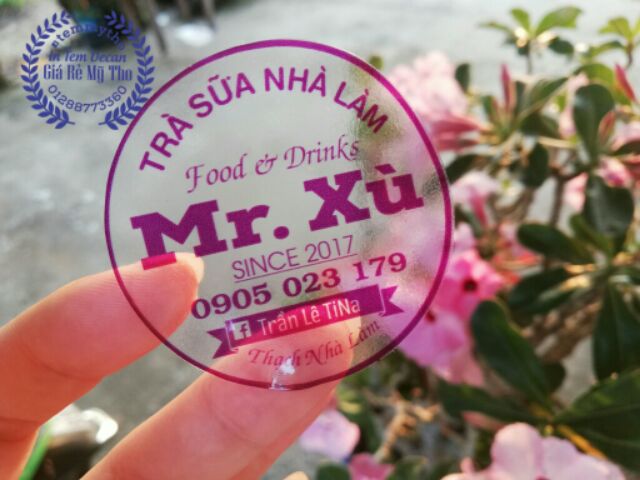 intemmytho
In Tem Decan
Giá Rẻ Mỹ Tho
01288773360
TRÀ SỮA NHÀ LÀM
Food & Drinks
Mr. Xù
SINCE 2017
0905 023 179
f Trần Lê TiNa
Thạch Nhà Làm